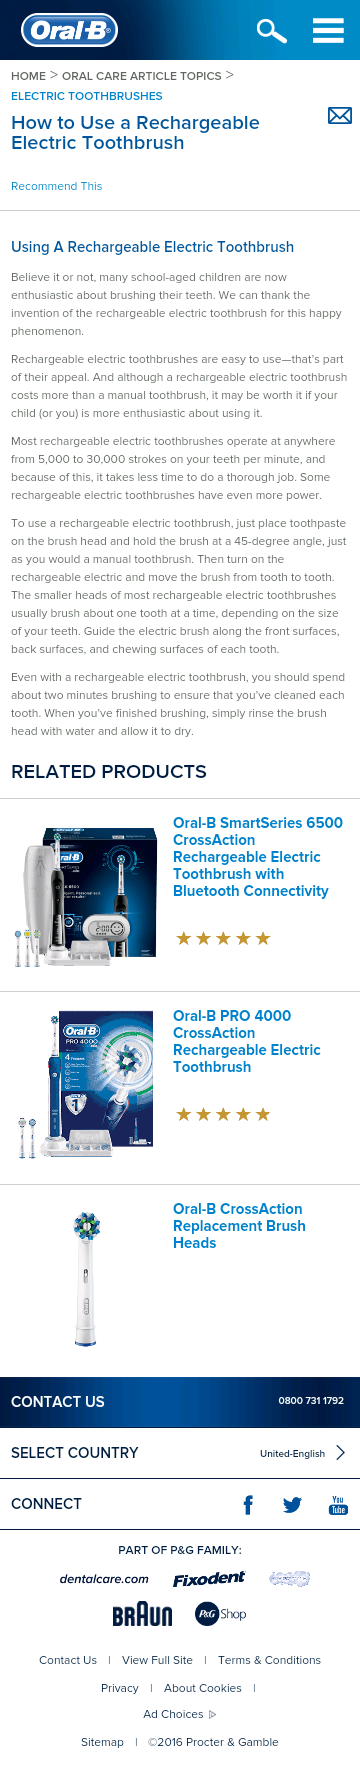 Oral-B
HOME > ORAL CARE ARTICLE TOPICS >
ELECTRIC TOOTHBRUSHES
How to Use a Rechargeable
Electric Toothbrush
Recommend This
Using A Rechargeable Electric Toothbrush
Believe it or not, many school-aged children are now
enthusiastic about brushing their teeth. We can thank the
invention of the rechargeable electric toothbrush for this happy
phenomenon.
Rechargeable electric toothbrushes are easy to use—that's part
of their appeal. And although a rechargeable electric toothbrush
costs more than a manual toothbrush, it may be worth it if your
child (or you) is more enthusiastic about using it.
Most rechargeable electric toothbrushes operate at anywhere
from 5,000 to 30,000 strokes on your teeth per minute, and
because of this, it takes less time to do a thorough job. Some
rechargeable electric toothbrushes have even more power.
To use a rechargeable electric toothbrush, just place toothpaste
on the brush head and hold the brush at a 45-degree angle, just
as you would a manual toothbrush. Then turn on the
rechargeable electric and move the brush from tooth to tooth.
The smaller heads of most rechargeable electric toothbrushes
usually brush about one tooth at a time, depending on the size
of your teeth. Guide the electric brush along the front surfaces,
back surfaces, and chewing surfaces of each tooth.
Even with a rechargeable electric toothbrush, you should spend
about two minutes brushing to ensure that you've cleaned each
tooth. When you've finished brushing, simply rinse the brush
head with water and allow it to dry.
RELATED PRODUCTS
Oral-B
Oral-B SmartSeries 6500
CrossAction
Rechargeable Electric
Toothbrush with
Bluetooth Connectivity
Oral-B
PRO 4000
Oral-B PRO 4000
CrossAction
Rechargeable Electric
Toothbrush
Oral-B CrossAction
Replacement Brush
Heads
CONTACT US 0800 731 1792
SELECT COUNTRY United-English
CONNECT You Tube
PART OF P&G FAMILY:
dentalcare.com Fixodent
BRAUN P&G Shop
Contact Us | View Full Site | Terms & Conditions
Privacy | About Cookies |
Ad Choices
Sitemap | ©2016 Procter & Gamble